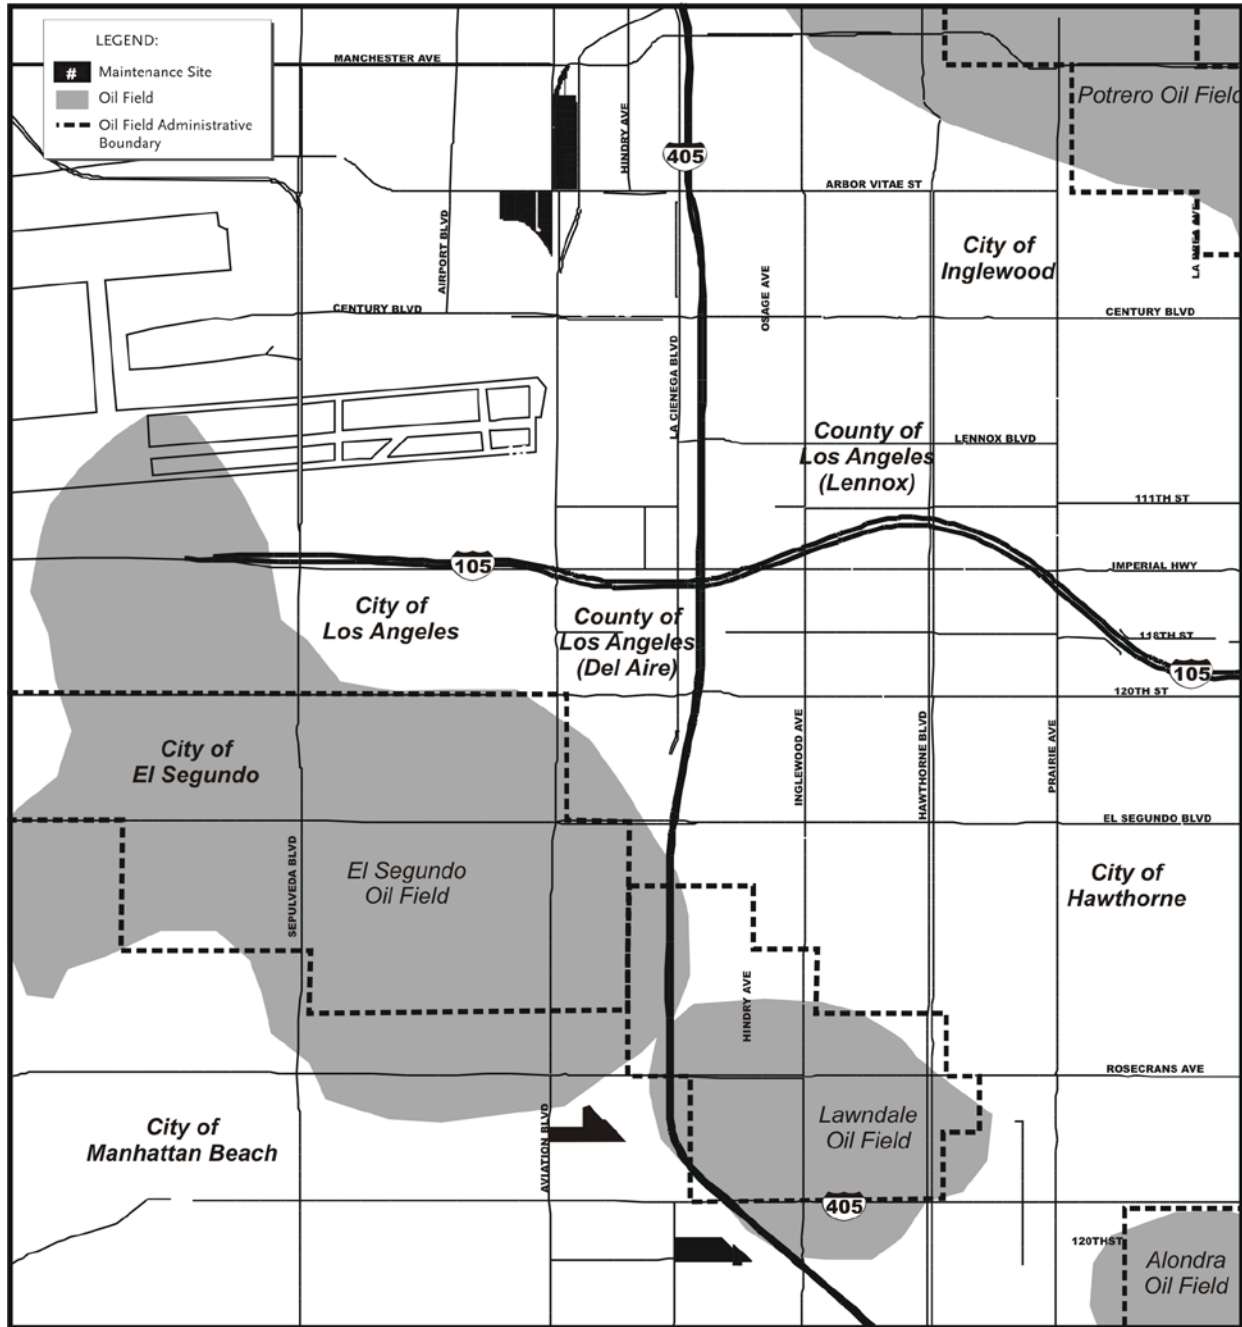 LEGEND:
# Maintenance Site
Oil Field
Oil Field Administrative
Boundary
MANCHESTER AVE
Potrero Oil Field
HINDRY AVE
405
ARBOR VITAE ST
AIRPORT BLVD
LA BREA AVE
City of
Inglewood
OSAGE AVE
CENTURY BLVD
CENTURY BLVD
LA CIENEGA BLVD
County of
Los Angeles
(Lennox)
LENNOX BLVD
111TH ST
105
IMPERIAL HWY
City of
Los Angeles
County of
Los Angeles
(Del Aire)
118TH ST
105
120TH ST
City of
El Segundo
INGLEWOOD AVE
HAWTHORNE BLVD
PRAIRIE AVE
EL SEGUNDO BLVD
SEPULVEDA BLVD
El Segundo
Oil Field
City of
Hawthorne
HINDRY AVE
ROSECRANS AVE
City of
Manhattan Beach
AVIATION BLVD
Lawndale
Oil Field
405
120THST
Alondra
Oil Field